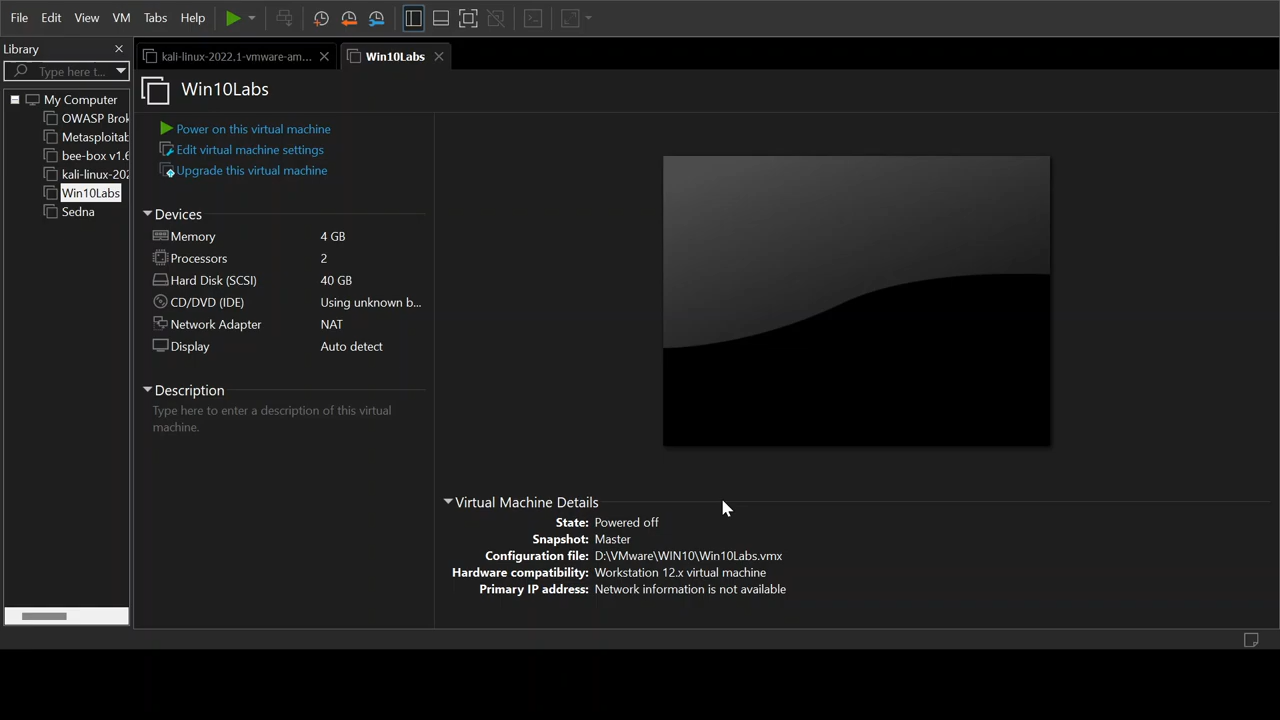 File Edit View VM Tabs Help
Library
Type here t...
kali-linux-2022.1-vmware-am...
Win10Labs
My Computer
OWASP Brok
Metasploitab
bee-box v1.6
kali-linux-202
Win10Labs
Sedna
Win10Labs
Power on this virtual machine
Edit virtual machine settings
Upgrade this virtual machine
Devices
Memory 4 GB
Processors 2
Hard Disk (SCSI) 40 GB
CD/DVD (IDE) Using unknown b...
Network Adapter NAT
Display Auto detect
Description
Type here to enter a description of this virtual
machine.
Virtual Machine Details
State: Powered off
Snapshot: Master
Configuration file: D:\VMware\WIN10\Win10Labs.vmx
Hardware compatibility: Workstation 12.x virtual machine
Primary IP address: Network information is not available